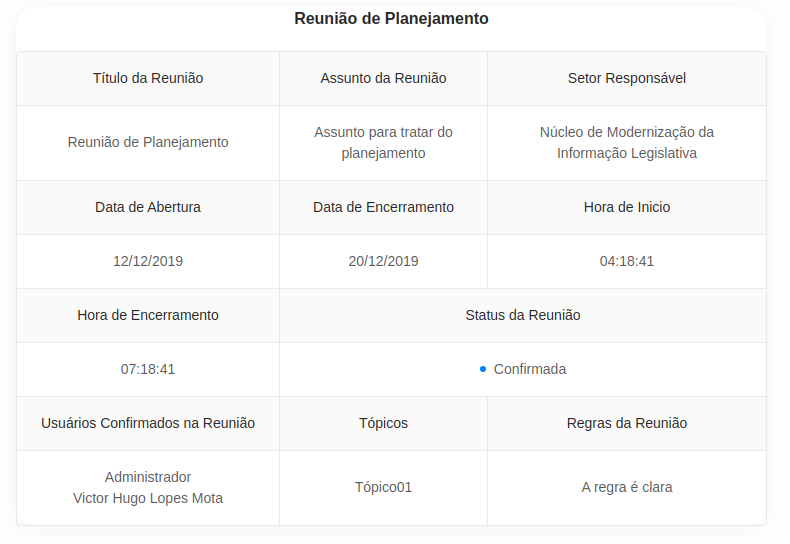 Reunião de Planejamento
Título da Reunião
Assunto da Reunião
Setor Responsável
Reunião de Planejamento
Assunto para tratar do
planejamento
Núcleo de Modernização da
Informação Legislativa
Data de Abertura
Data de Encerramento
Hora de Inicio
12/12/2019
20/12/2019
04:18:41
Hora de Encerramento
Status da Reunião
07:18:41
Confirmada
Usuários Confirmados na Reunião
Tópicos
Regras da Reunião
Administrador
Victor Hugo Lopes Mota
Tópico01
A regra é clara